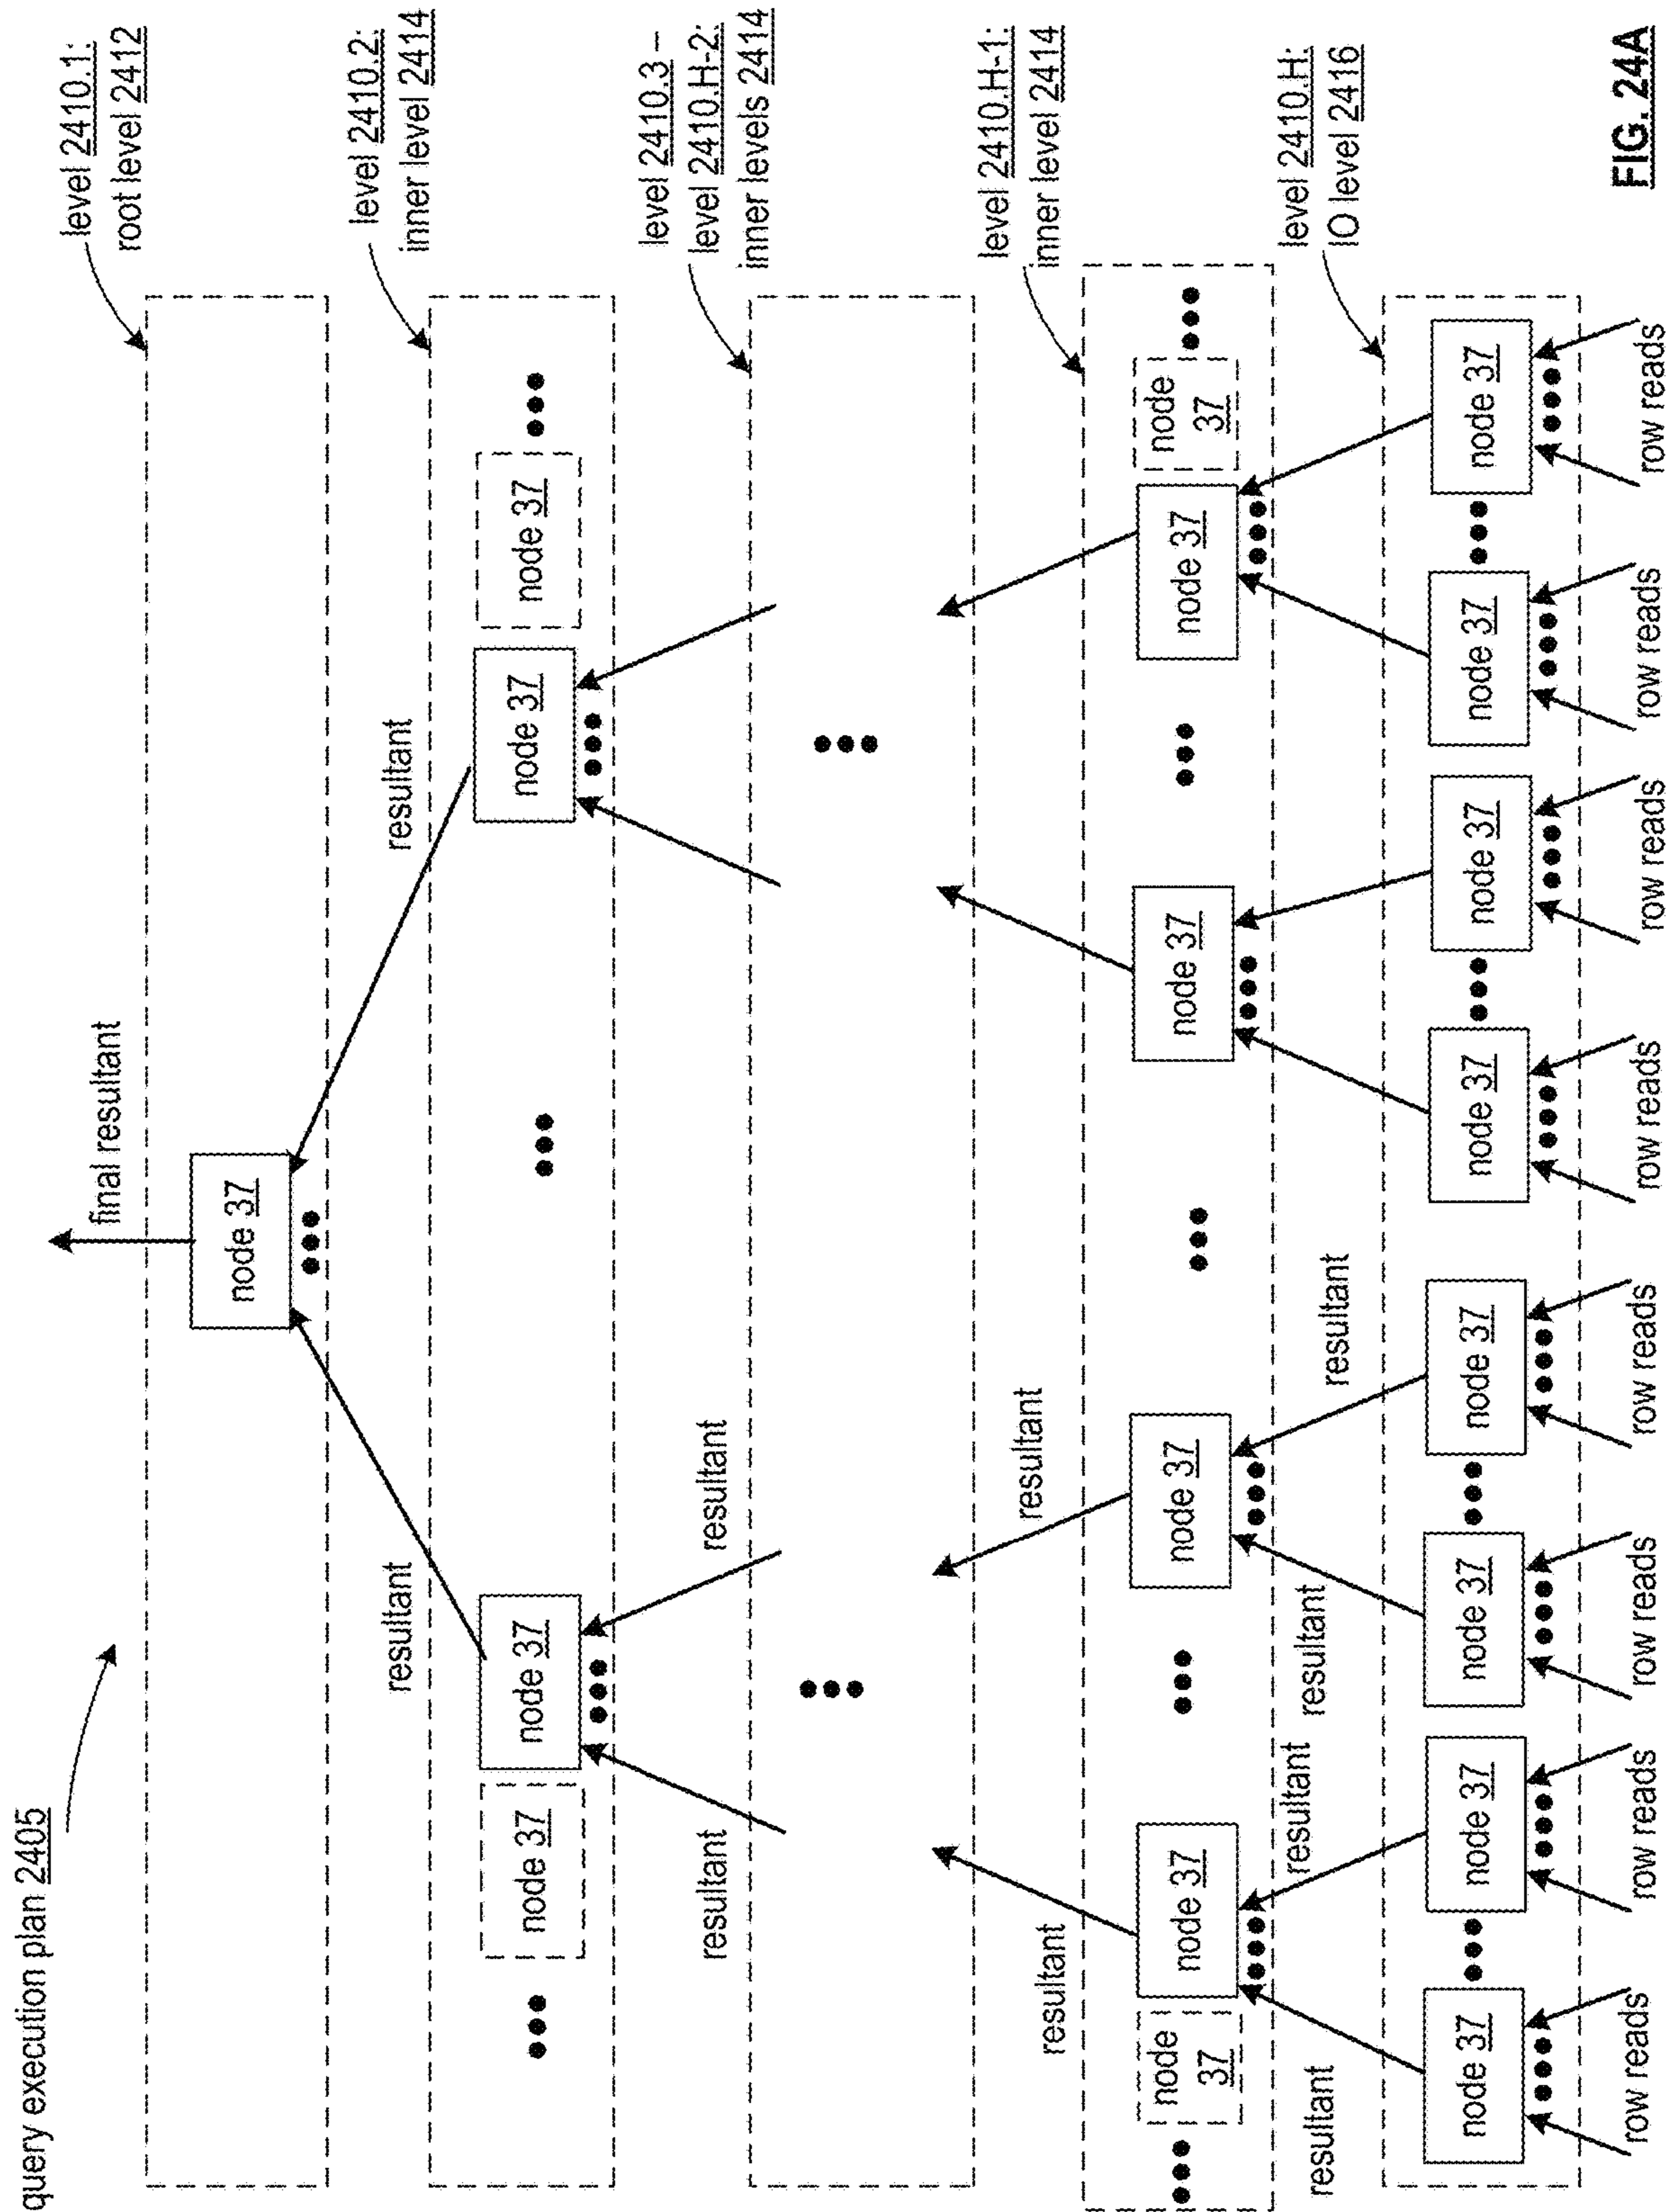 query execution plan 2405
final resultant
level 2410.1:
root level 2412
node 37
resultant
resultant
level 2410.2:
inner level 2414
node 37
node 37
node 37
node 37
resultant
resultant
level 2410.3 –
level 2410.H-2:
inner levels 2414
resultant
resultant
level 2410.H-1:
inner level 2414
node
37
node 37
node 37
node 37
node 37
node
37
resultant
resultant
resultant
resultant
level 2410.H:
IO level 2416
node 37
node 37
node 37
node 37
node 37
node 37
node 37
node 37
row reads
row reads
row reads
row reads
row reads
row reads
row reads
row reads
FIG. 24A